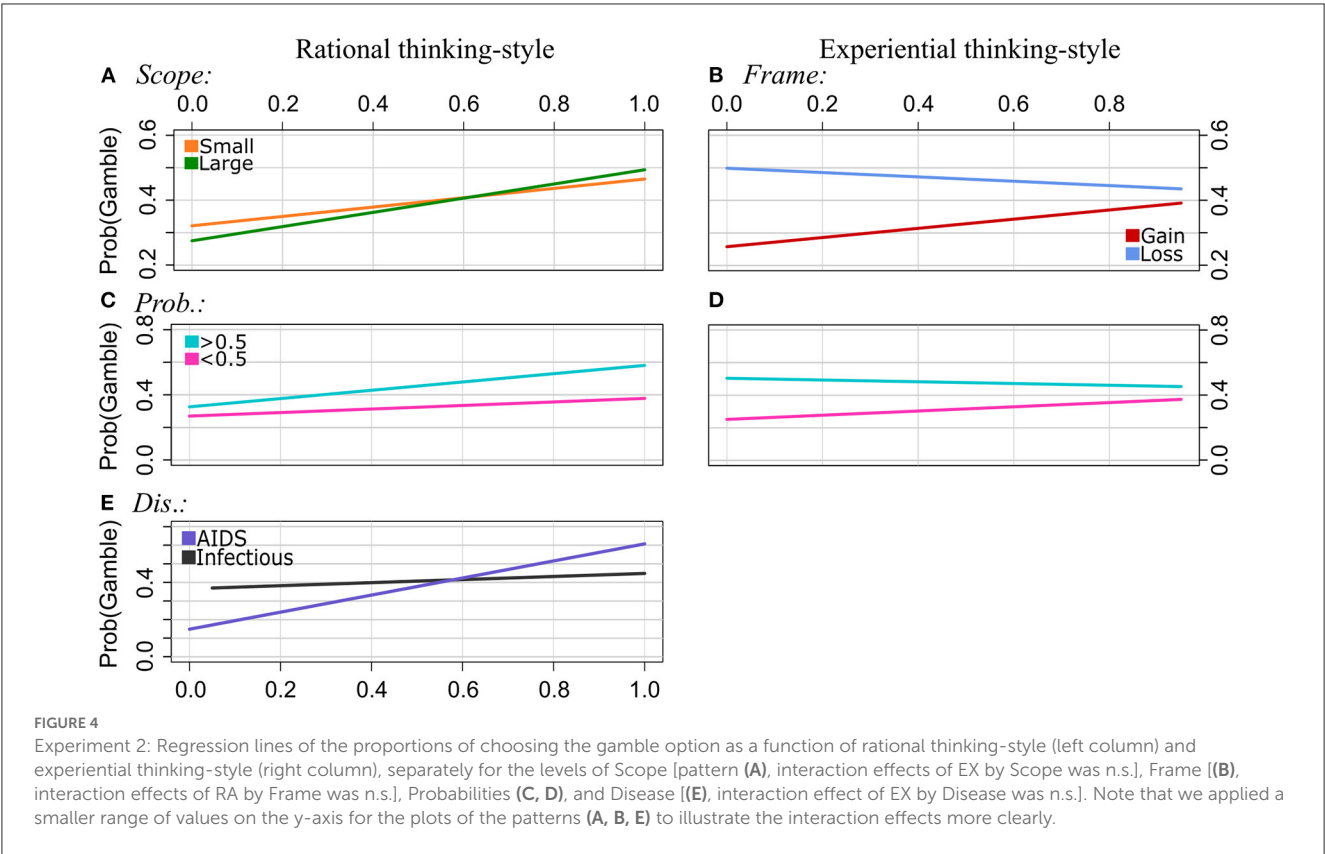 Rational thinking-style
Experiential thinking-style
A Scope:
0.0 0.2 0.4 0.6 0.8 1.0
Prob(Gamble)
0.2 0.4 0.6
Small
Large
B Frame:
0.0 0.2 0.4 0.6 0.8
0.2 0.4 0.6
Gain
Loss
C Prob.:
Prob(Gamble)
0.0 0.4 0.8
>0.5
<0.5
D
0.0 0.4 0.8
E Dis.:
Prob(Gamble)
0.0 0.4
AIDS
Infectious
0.0 0.2 0.4 0.6 0.8 1.0
FIGURE 4
Experiment 2: Regression lines of the proportions of choosing the gamble option as a function of rational thinking-style (left column) and
experiential thinking-style (right column), separately for the levels of Scope [pattern (A), interaction effects of EX by Scope was n.s.], Frame [(B),
interaction effects of RA by Frame was n.s.], Probabilities (C, D), and Disease [(E), interaction effect of EX by Disease was n.s.]. Note that we applied a
smaller range of values on the y-axis for the plots of the patterns (A, B, E) to illustrate the interaction effects more clearly.